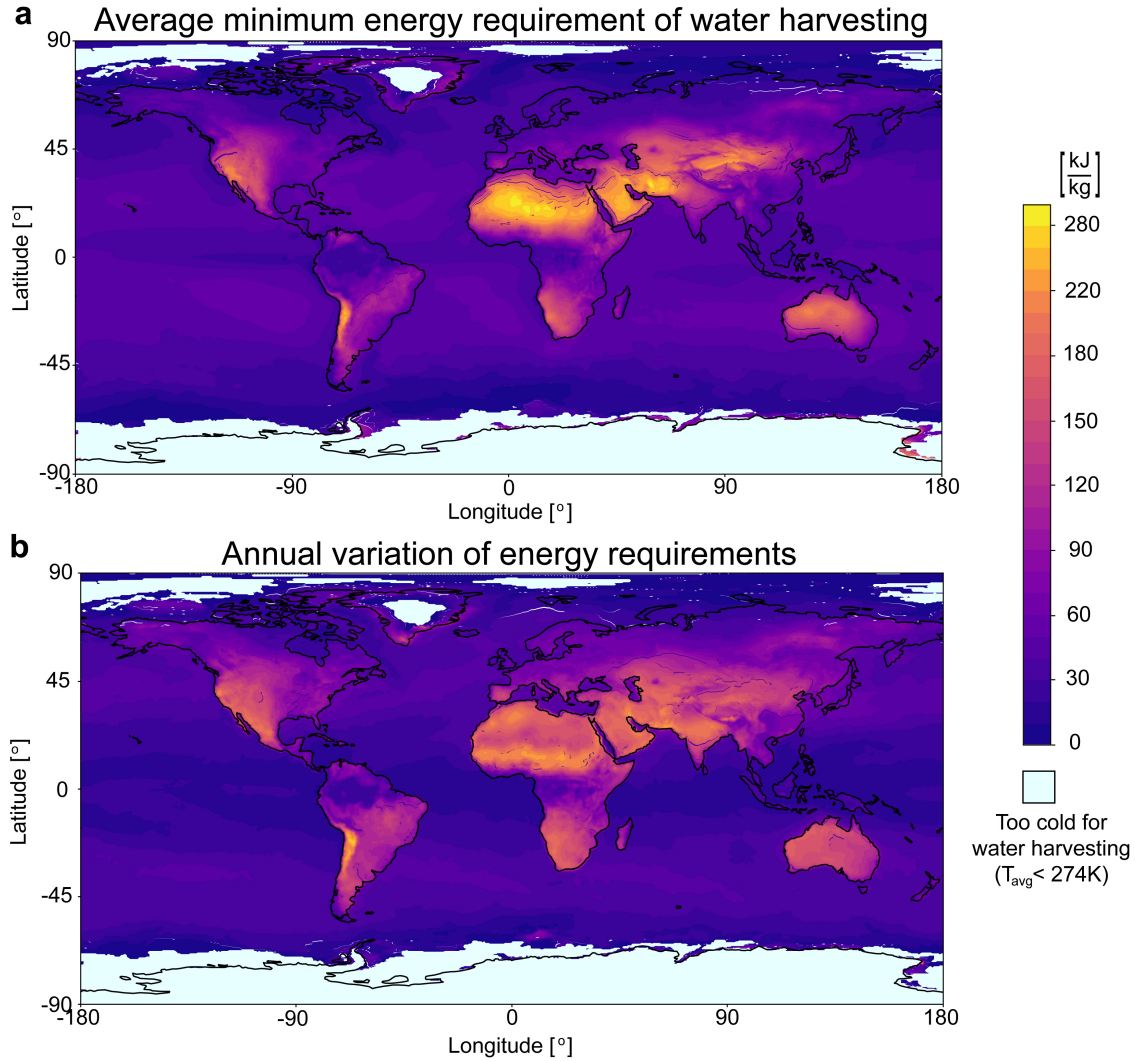 a
Average minimum energy requirement of water harvesting
90
45
0
-45
-90
Latitude [°]
-180
-90
0
90
180
Longitude [°]
[kJ/kg]
280
220
180
150
120
90
60
30
0
Too cold for
water harvesting
(Tavg< 274K)
b
Annual variation of energy requirements
90
45
0
-45
-90
Latitude [°]
-180
-90
0
90
180
Longitude [°]